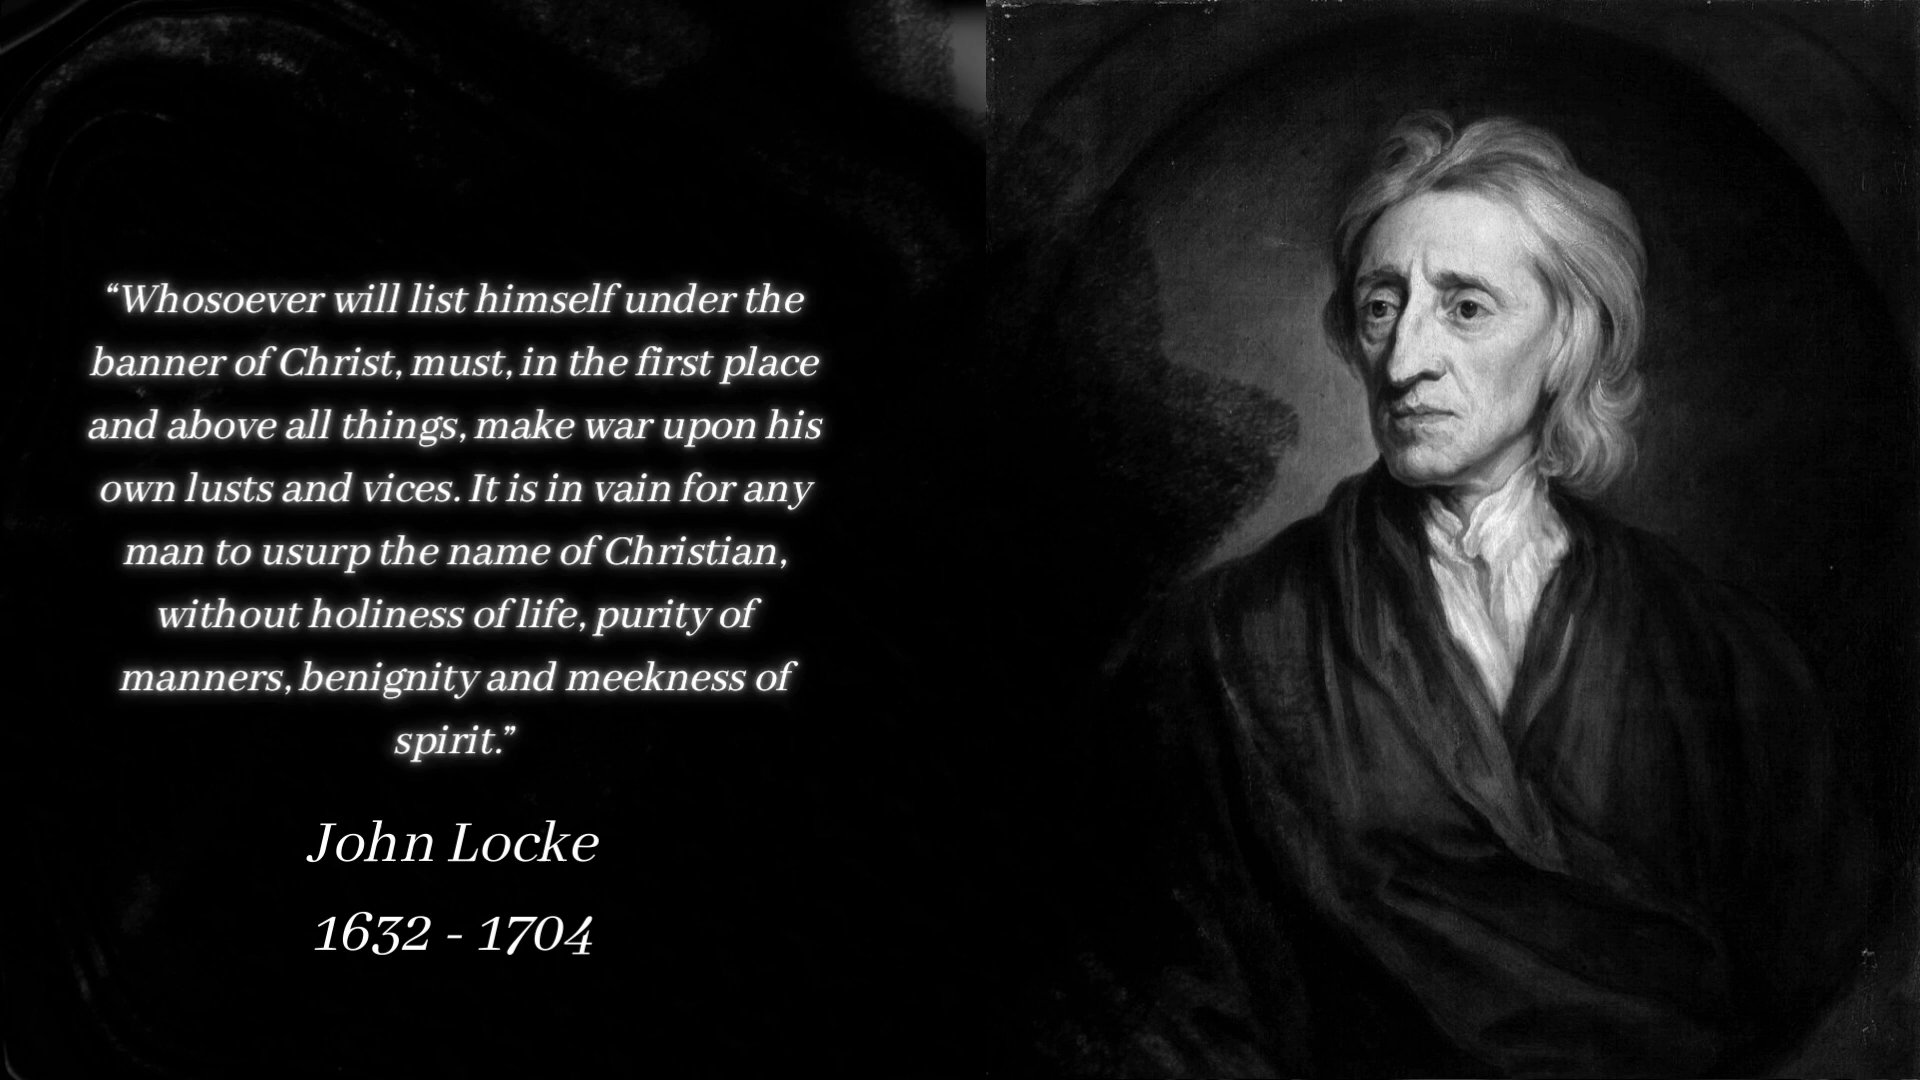 “Whosoever will list himself under the
banner of Christ, must, in the first place
and above all things, make war upon his
own lusts and vices. It is in vain for any
man to usurp the name of Christian,
without holiness of life, purity of
manners, benignity and meekness of
spirit.”
John Locke
1632 - 1704